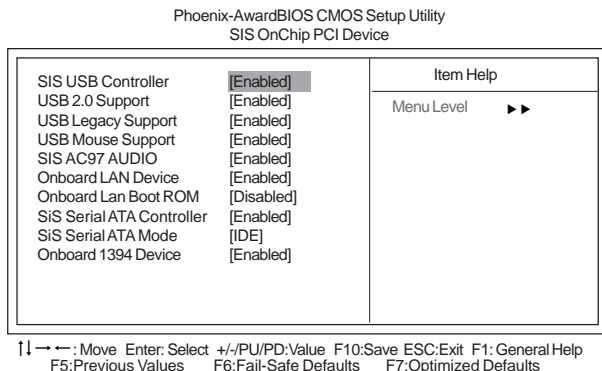 Phoenix-AwardBIOS CMOS Setup Utility
SIS OnChip PCI Device
SIS USB Controller [Enabled]
USB 2.0 Support [Enabled]
USB Legacy Support [Enabled]
USB Mouse Support [Enabled]
SIS AC97 AUDIO [Enabled]
Onboard LAN Device [Enabled]
Onboard Lan Boot ROM [Disabled]
SiS Serial ATA Controller [Enabled]
SiS Serial ATA Mode [IDE]
Onboard 1394 Device [Enabled]
Item Help
Menu Level ▶▶
↑↓→←: Move Enter: Select +/-/PU/PD:Value F10:Save ESC:Exit F1: General Help
F5:Previous Values F6:Fail-Safe Defaults F7:Optimized Defaults